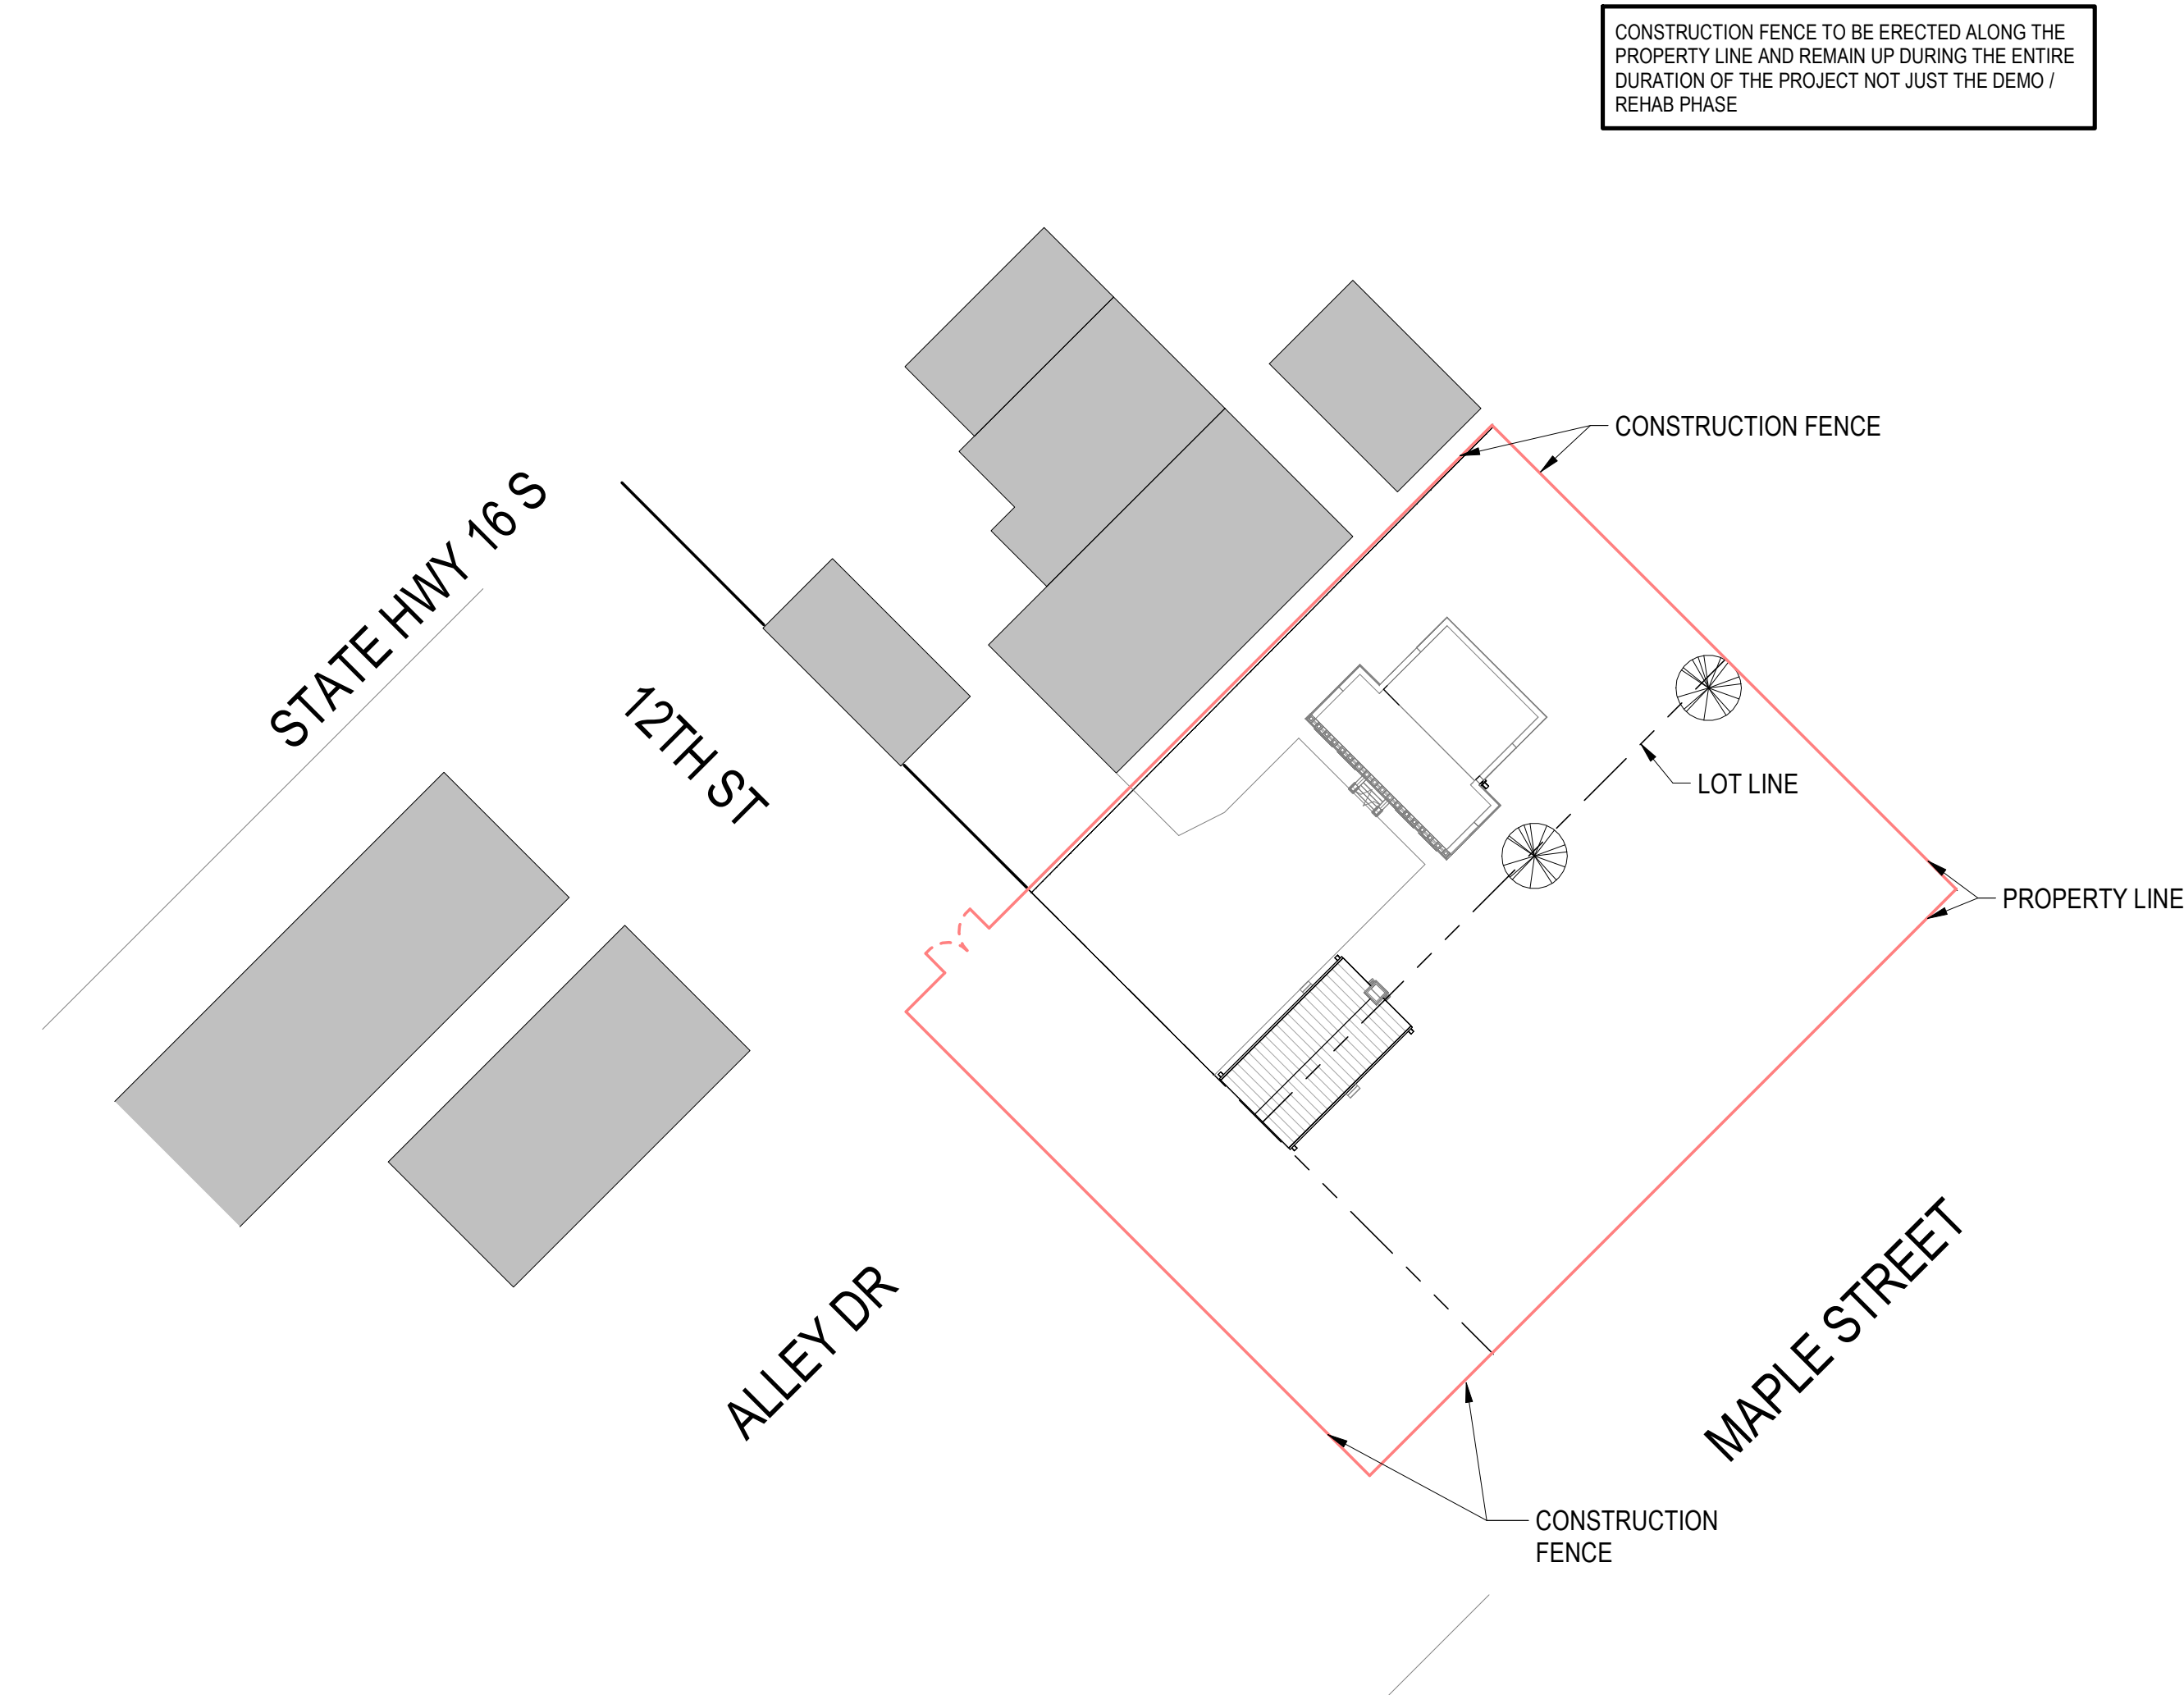 CONSTRUCTION FENCE TO BE ERECTED ALONG THE
PROPERTY LINE AND REMAIN UP DURING THE ENTIRE
DURATION OF THE PROJECT NOT JUST THE DEMO /
REHAB PHASE
CONSTRUCTION FENCE
STATE HWY 16 S
12TH ST
LOT LINE
PROPERTY LINE
ALLEY DR
MAPLE STREET
CONSTRUCTION
FENCE